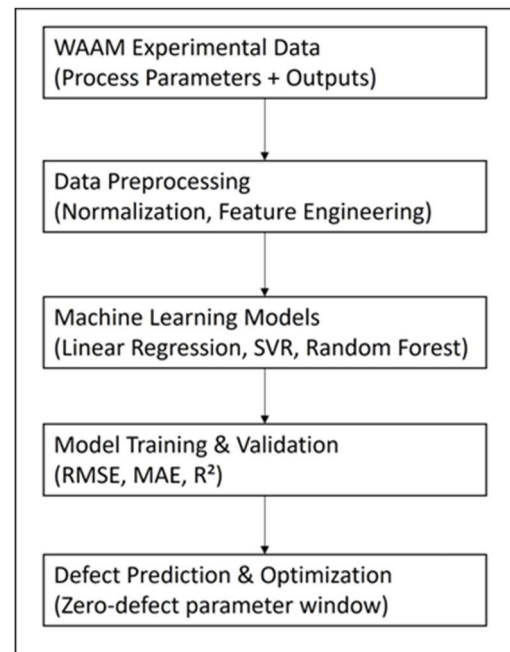 WAAM Experimental Data
(Process Parameters + Outputs)
Data Preprocessing
(Normalization, Feature Engineering)
Machine Learning Models
(Linear Regression, SVR, Random Forest)
Model Training & Validation
(RMSE, MAE, R²)
Defect Prediction & Optimization
(Zero-defect parameter window)